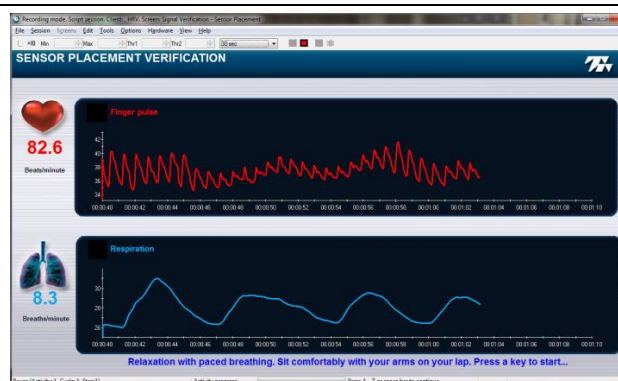 Recording mode. Script session. Client: , HRV. Screen: Signal Verification - Sensor Placement
File Session Screens Edit Tools Options Hardware View Help
Min Max Thr1 Thr2 30 sec
SENSOR PLACEMENT VERIFICATION
Finger pulse
82.6
Beats/minute
42
40
38
36
34
00:00:40 00:00:42 00:00:44 00:00:46 00:00:48 00:00:50 00:00:52 00:00:54 00:00:56 00:00:58 00:01:00 00:01:02 00:01:04 00:01:06 00:01:08 00:01:10
Respiration
8.3
Breaths/minute
30
28
26
00:00:40 00:00:42 00:00:44 00:00:46 00:00:48 00:00:50 00:00:52 00:00:54 00:00:56 00:00:58 00:01:00 00:01:02 00:01:04 00:01:06 00:01:08 00:01:10
Relaxation with paced breathing. Sit comfortably with your arms on your lap. Press a key to start...